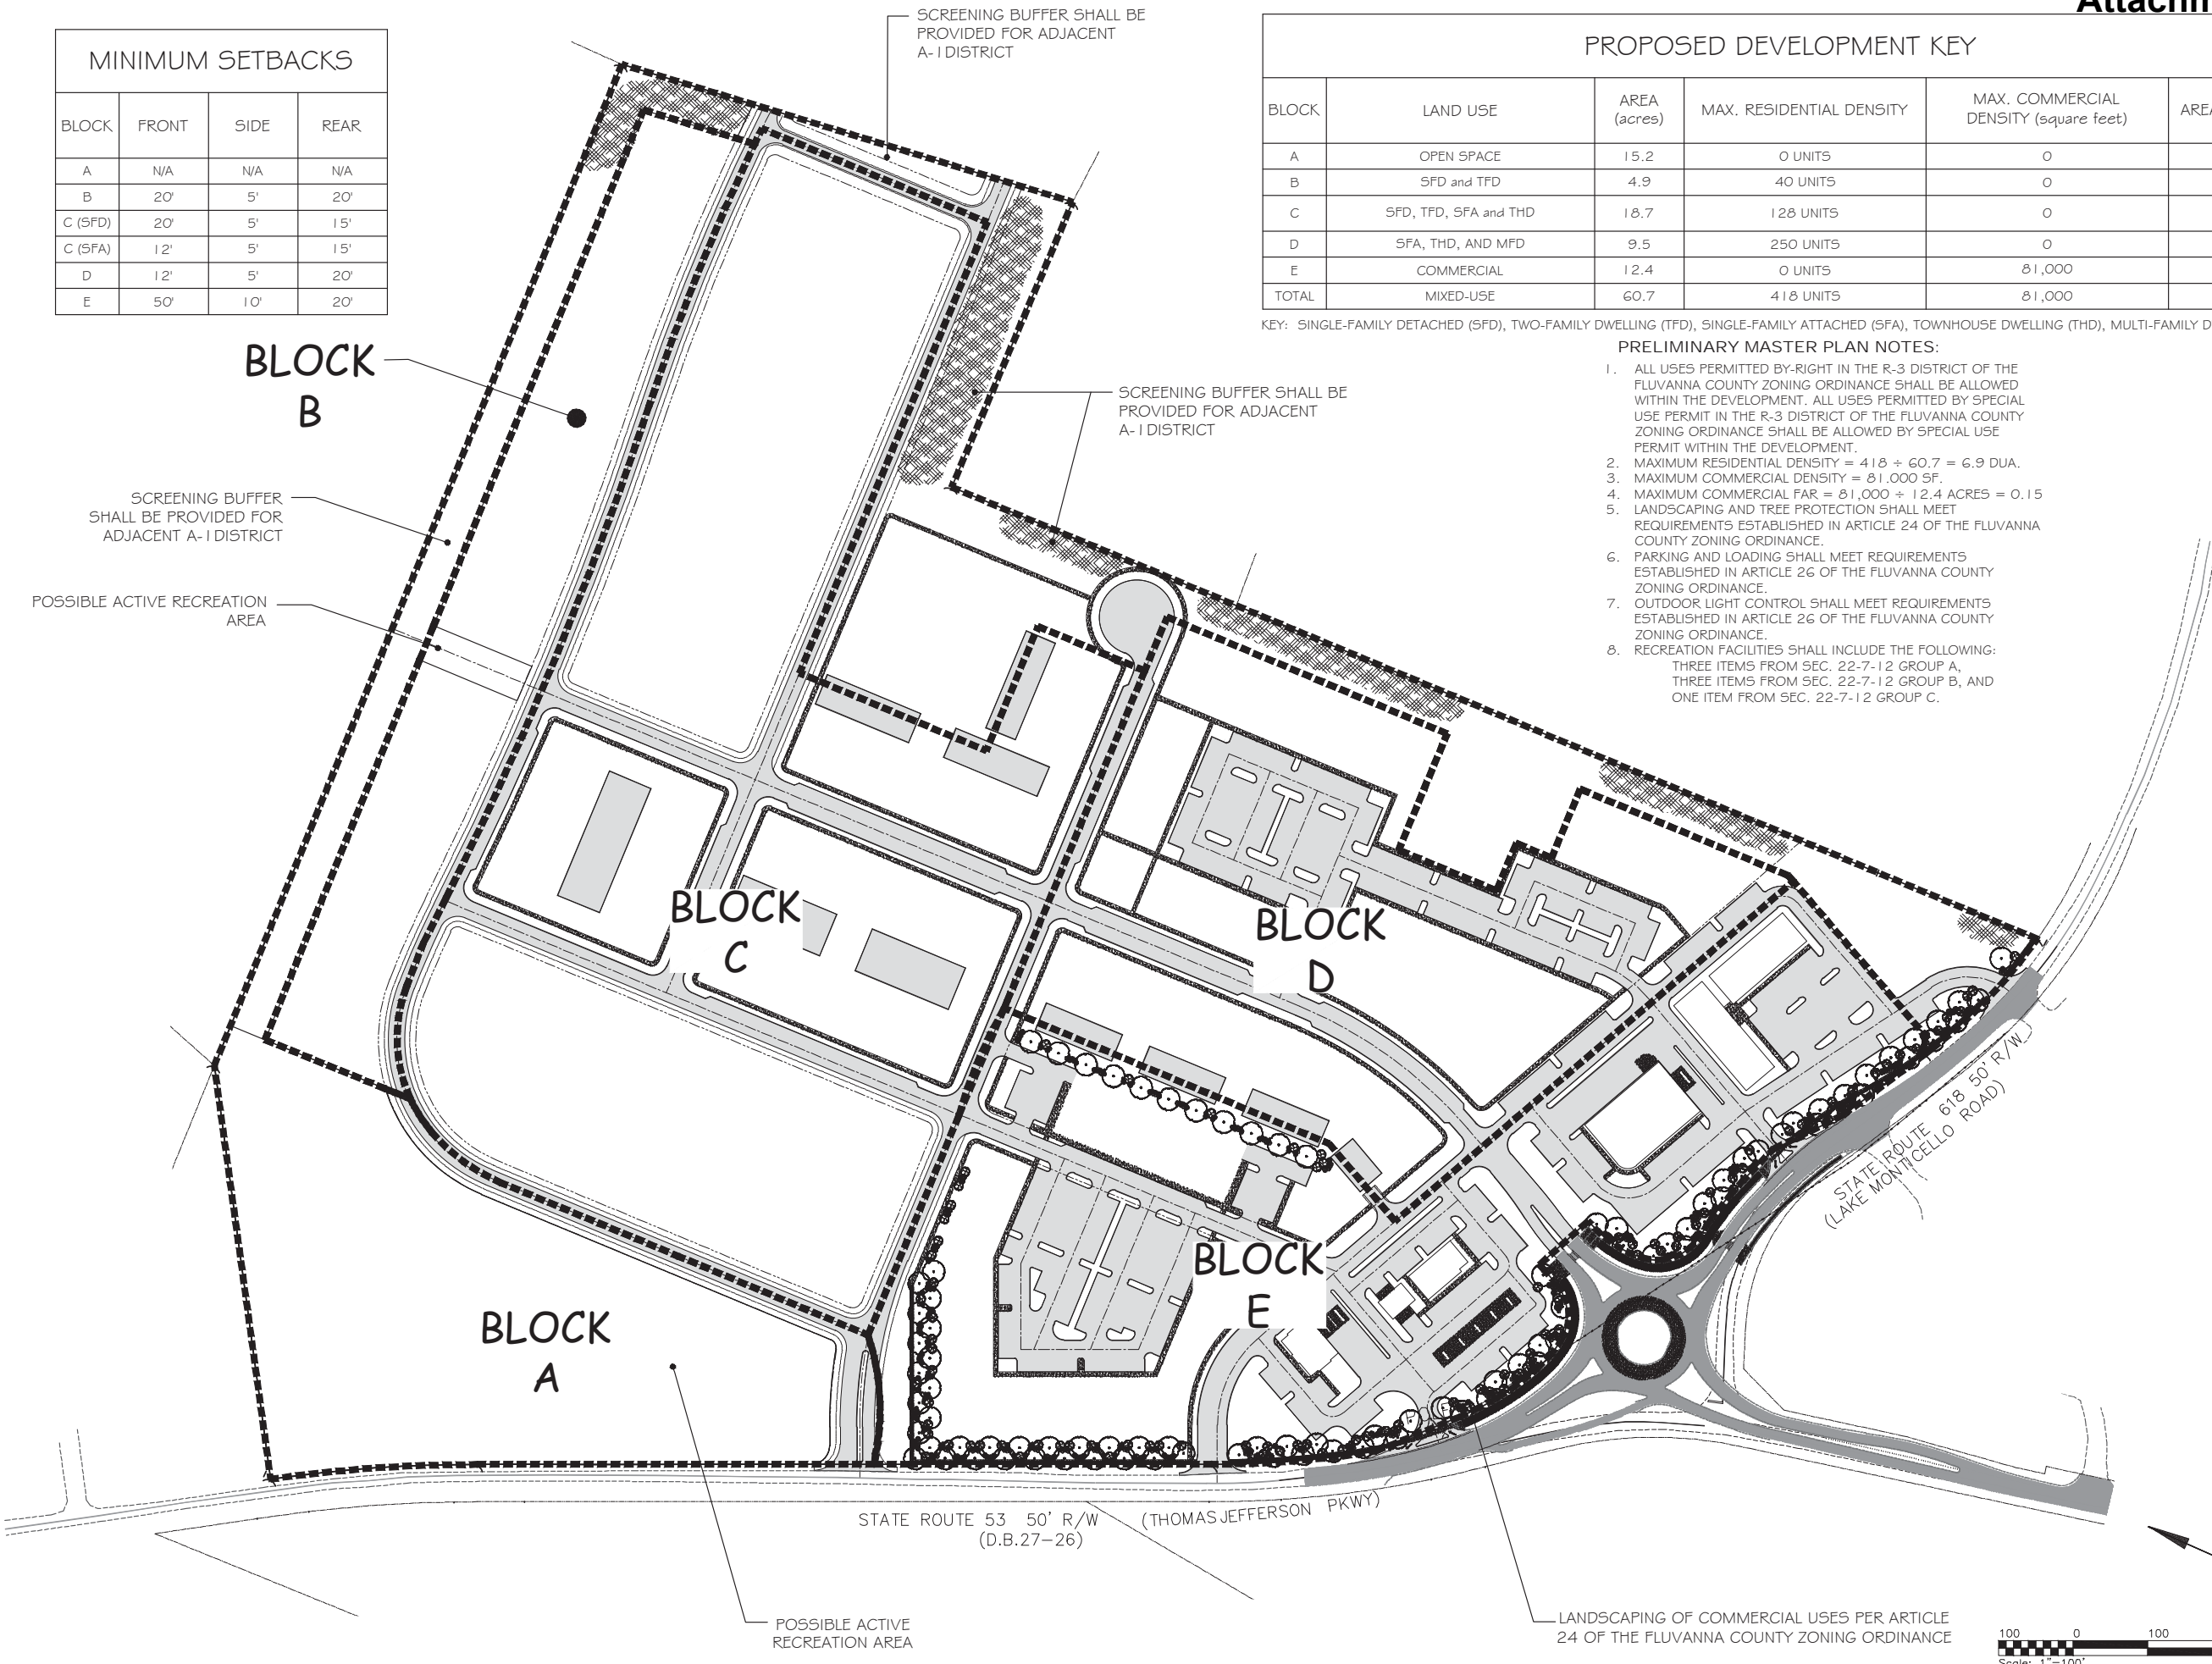 Attachm
MINIMUM SETBACKS
BLOCK FRONT SIDE REAR
A N/A N/A N/A
B 20' 5' 20'
C (SFD) 20' 5' 15'
C (SFA) 12' 5' 15'
D 12' 5' 20'
E 50' 10' 20'
SCREENING BUFFER SHALL BE
PROVIDED FOR ADJACENT
A-1 DISTRICT
PROPOSED DEVELOPMENT KEY
BLOCK LAND USE AREA (acres) MAX. RESIDENTIAL DENSITY MAX. COMMERCIAL DENSITY (square feet) AREA
A OPEN SPACE 15.2 0 UNITS 0
B SFD and TFD 4.9 40 UNITS 0
C SFD, TFD, SFA and THD 18.7 128 UNITS 0
D SFA, THD, AND MFD 9.5 250 UNITS 0
E COMMERCIAL 12.4 0 UNITS 81,000
TOTAL MIXED-USE 60.7 418 UNITS 81,000
KEY: SINGLE-FAMILY DETACHED (SFD), TWO-FAMILY DWELLING (TFD), SINGLE-FAMILY ATTACHED (SFA), TOWNHOUSE DWELLING (THD), MULTI-FAMILY D
PRELIMINARY MASTER PLAN NOTES:
1. ALL USES PERMITTED BY-RIGHT IN THE R-3 DISTRICT OF THE
FLUVANNA COUNTY ZONING ORDINANCE SHALL BE ALLOWED
WITHIN THE DEVELOPMENT. ALL USES PERMITTED BY SPECIAL
USE PERMIT IN THE R-3 DISTRICT OF THE FLUVANNA COUNTY
ZONING ORDINANCE SHALL BE ALLOWED BY SPECIAL USE
PERMIT WITHIN THE DEVELOPMENT.
2. MAXIMUM RESIDENTIAL DENSITY = 418 ÷ 60.7 = 6.9 DUA.
3. MAXIMUM COMMERCIAL DENSITY = 81.000 SF.
4. MAXIMUM COMMERCIAL FAR = 81,000 ÷ 12.4 ACRES = 0.15
5. LANDSCAPING AND TREE PROTECTION SHALL MEET
REQUIREMENTS ESTABLISHED IN ARTICLE 24 OF THE FLUVANNA
COUNTY ZONING ORDINANCE.
6. PARKING AND LOADING SHALL MEET REQUIREMENTS
ESTABLISHED IN ARTICLE 26 OF THE FLUVANNA COUNTY
ZONING ORDINANCE.
7. OUTDOOR LIGHT CONTROL SHALL MEET REQUIREMENTS
ESTABLISHED IN ARTICLE 26 OF THE FLUVANNA COUNTY
ZONING ORDINANCE.
8. RECREATION FACILITIES SHALL INCLUDE THE FOLLOWING:
THREE ITEMS FROM SEC. 22-7-12 GROUP A,
THREE ITEMS FROM SEC. 22-7-12 GROUP B, AND
ONE ITEM FROM SEC. 22-7-12 GROUP C.
BLOCK
B
SCREENING BUFFER SHALL BE
PROVIDED FOR ADJACENT
A-1 DISTRICT
SCREENING BUFFER
SHALL BE PROVIDED FOR
ADJACENT A-1 DISTRICT
POSSIBLE ACTIVE RECREATION
AREA
BLOCK
C
BLOCK
D
BLOCK
E
BLOCK
A
STATE ROUTE 618 50' R/W
(LAKE MONTICELLO ROAD)
STATE ROUTE 53 50' R/W (THOMAS JEFFERSON PKWY)
(D.B.27-26)
POSSIBLE ACTIVE
RECREATION AREA
LANDSCAPING OF COMMERCIAL USES PER ARTICLE
24 OF THE FLUVANNA COUNTY ZONING ORDINANCE
100 0 100
Scale: 1"=100'